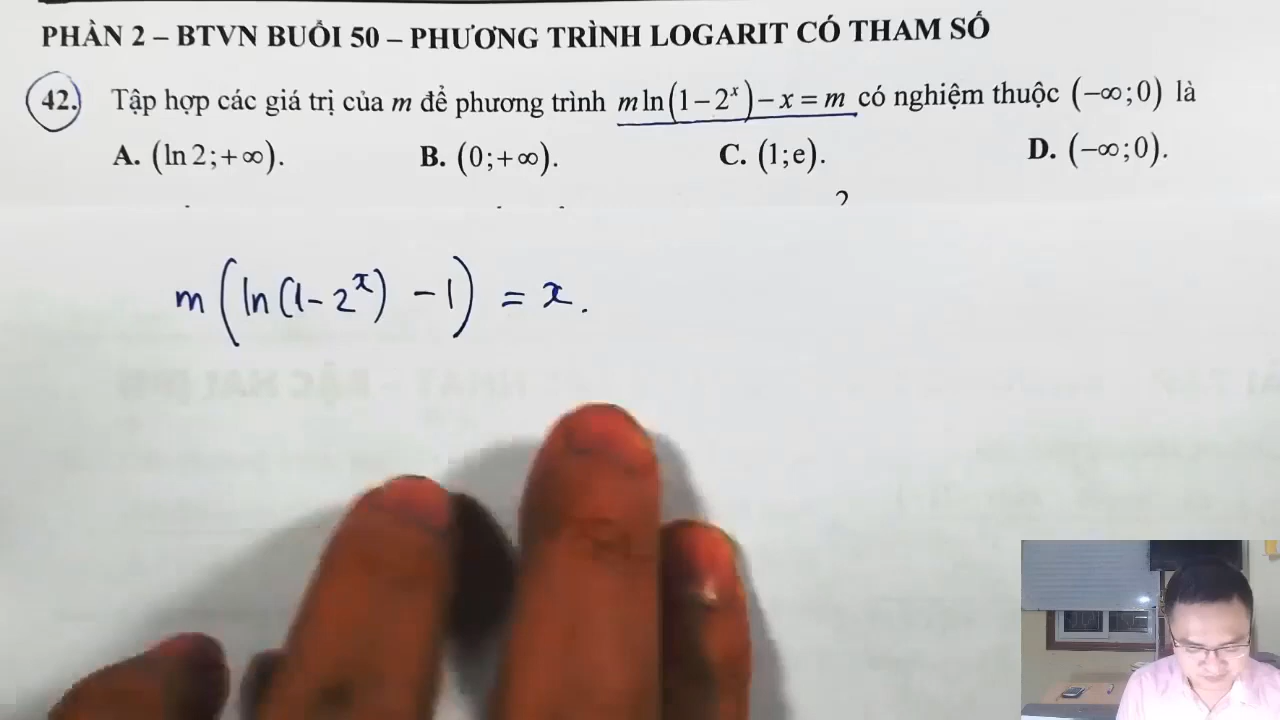 PHẦN 2 – BTVN BUỔI 50 – PHƯƠNG TRÌNH LOGARIT CÓ THAM SỐ
42. Tập hợp các giá trị của m để phương trình m ln(1−2^x)−x = m có nghiệm thuộc (−∞;0) là
A. (ln 2;+∞). B. (0;+∞). C. (1;e). D. (−∞;0).
m(ln(1−2^x) −1) = x.